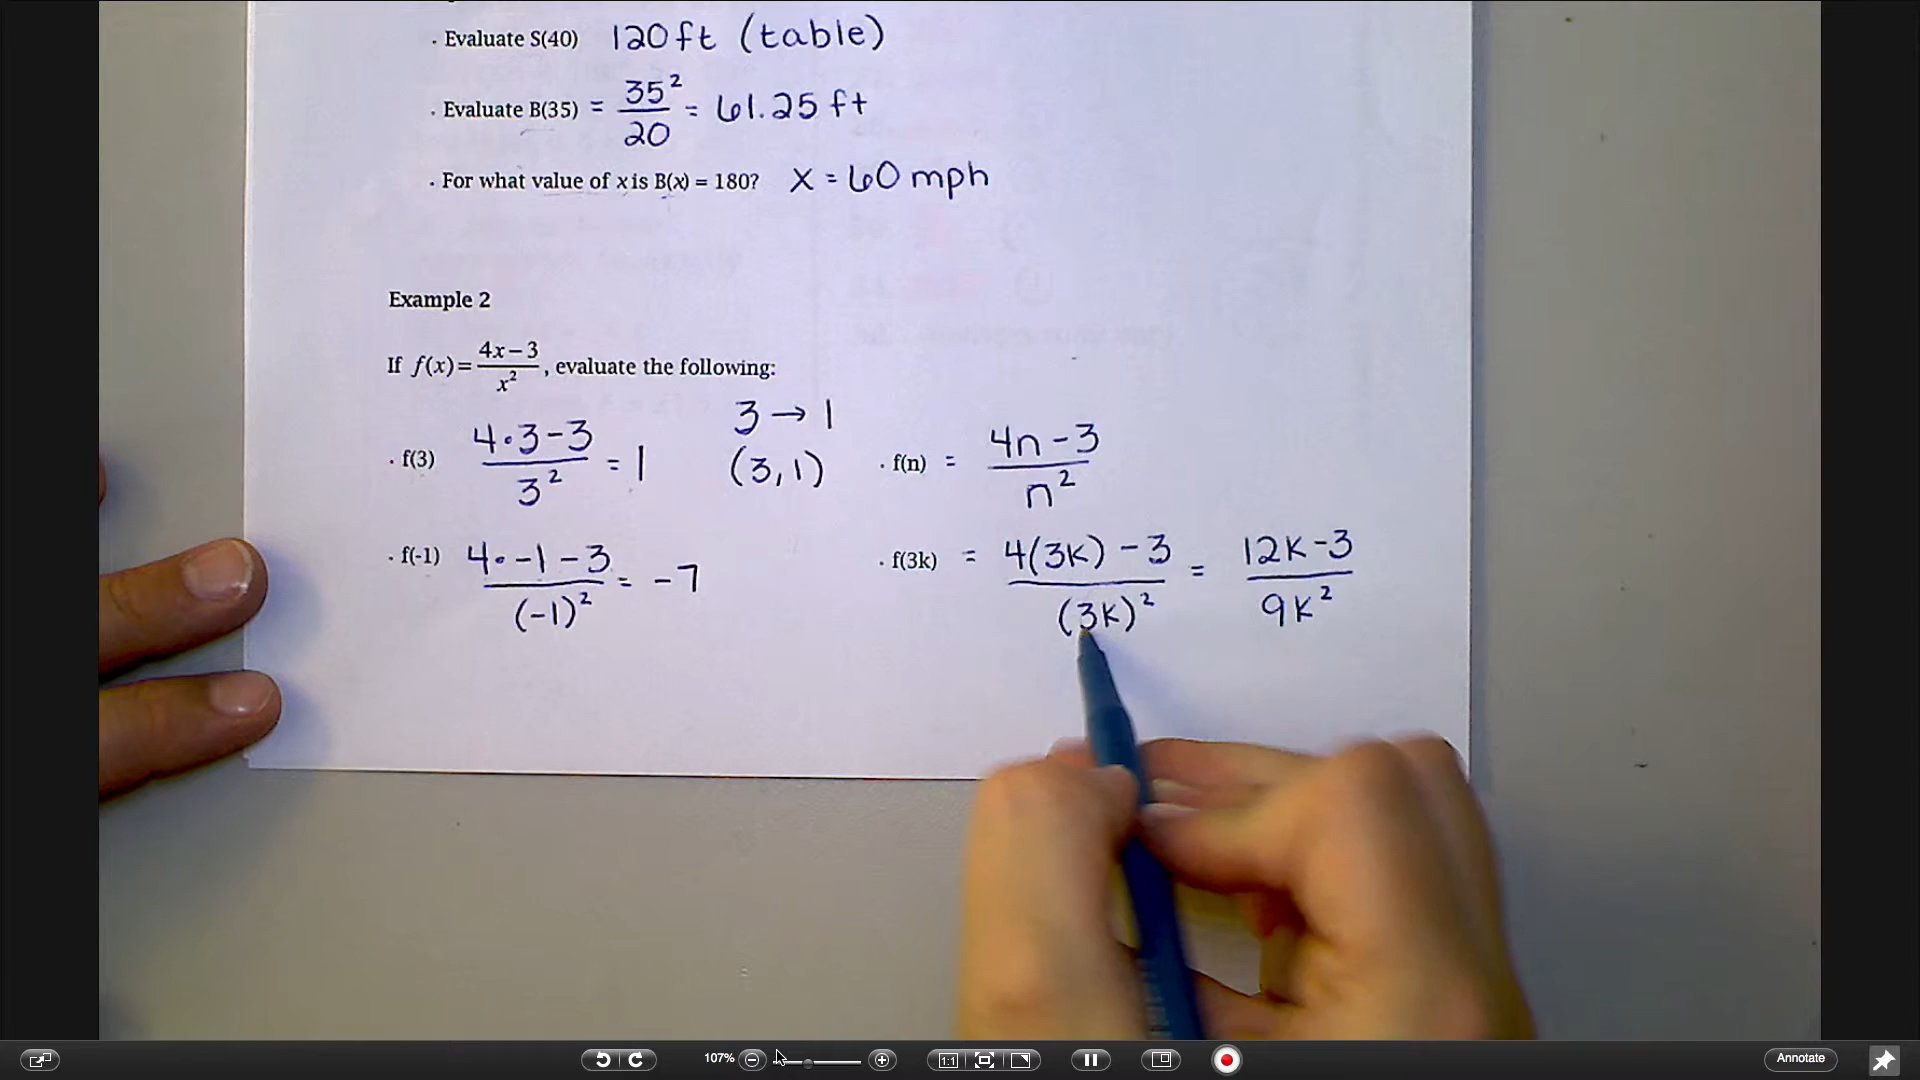 · Evaluate S(40) 120 ft (table)
· Evaluate B(35) = 35² / 20 = 61.25 ft
· For what value of x is B(x) = 180? x = 60 mph
Example 2
If f(x) = 4x − 3 / x² , evaluate the following:
· f(3) 4·3−3 / 3² = 1
3 → 1
(3,1)
· f(n) = 4n −3 / n²
· f(-1) 4·−1−3 / (−1)² = −7
· f(3k) = 4(3k) −3 / (3k)² = 12k−3 / 9k²
107%
1:1
Annotate